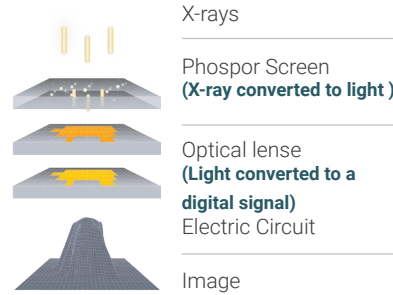 X-rays
Phospor Screen
(X-ray converted to light )
Optical lense
(Light converted to a
digital signal)
Electric Circuit
Image